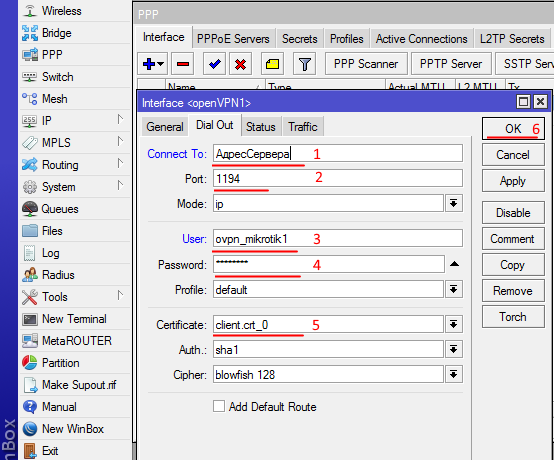 Wireless
Bridge
PPP
Switch
Mesh
IP
MPLS
Routing
System
Queues
Files
Log
Radius
Tools
New Terminal
MetaROUTER
Partition
Make Supout.rif
Manual
New WinBox
Exit
nBox
PPP
Interface PPPoE Servers Secrets Profiles Active Connections L2TP Secrets
PPP Scanner PPTP Server SSTP Serv
Name Type Actual MTU L2 MTU Tx
Interface <openVPN1>
General Dial Out Status Traffic
Connect To: АдресСервера 1
Port: 1194 2
Mode: ip
User: ovpn_mikrotik1 3
Password: ******** 4
Profile: default
Certificate: client.crt_0 5
Auth.: sha1
Cipher: blowfish 128
Add Default Route
OK 6
Cancel
Apply
Disable
Comment
Copy
Remove
Torch